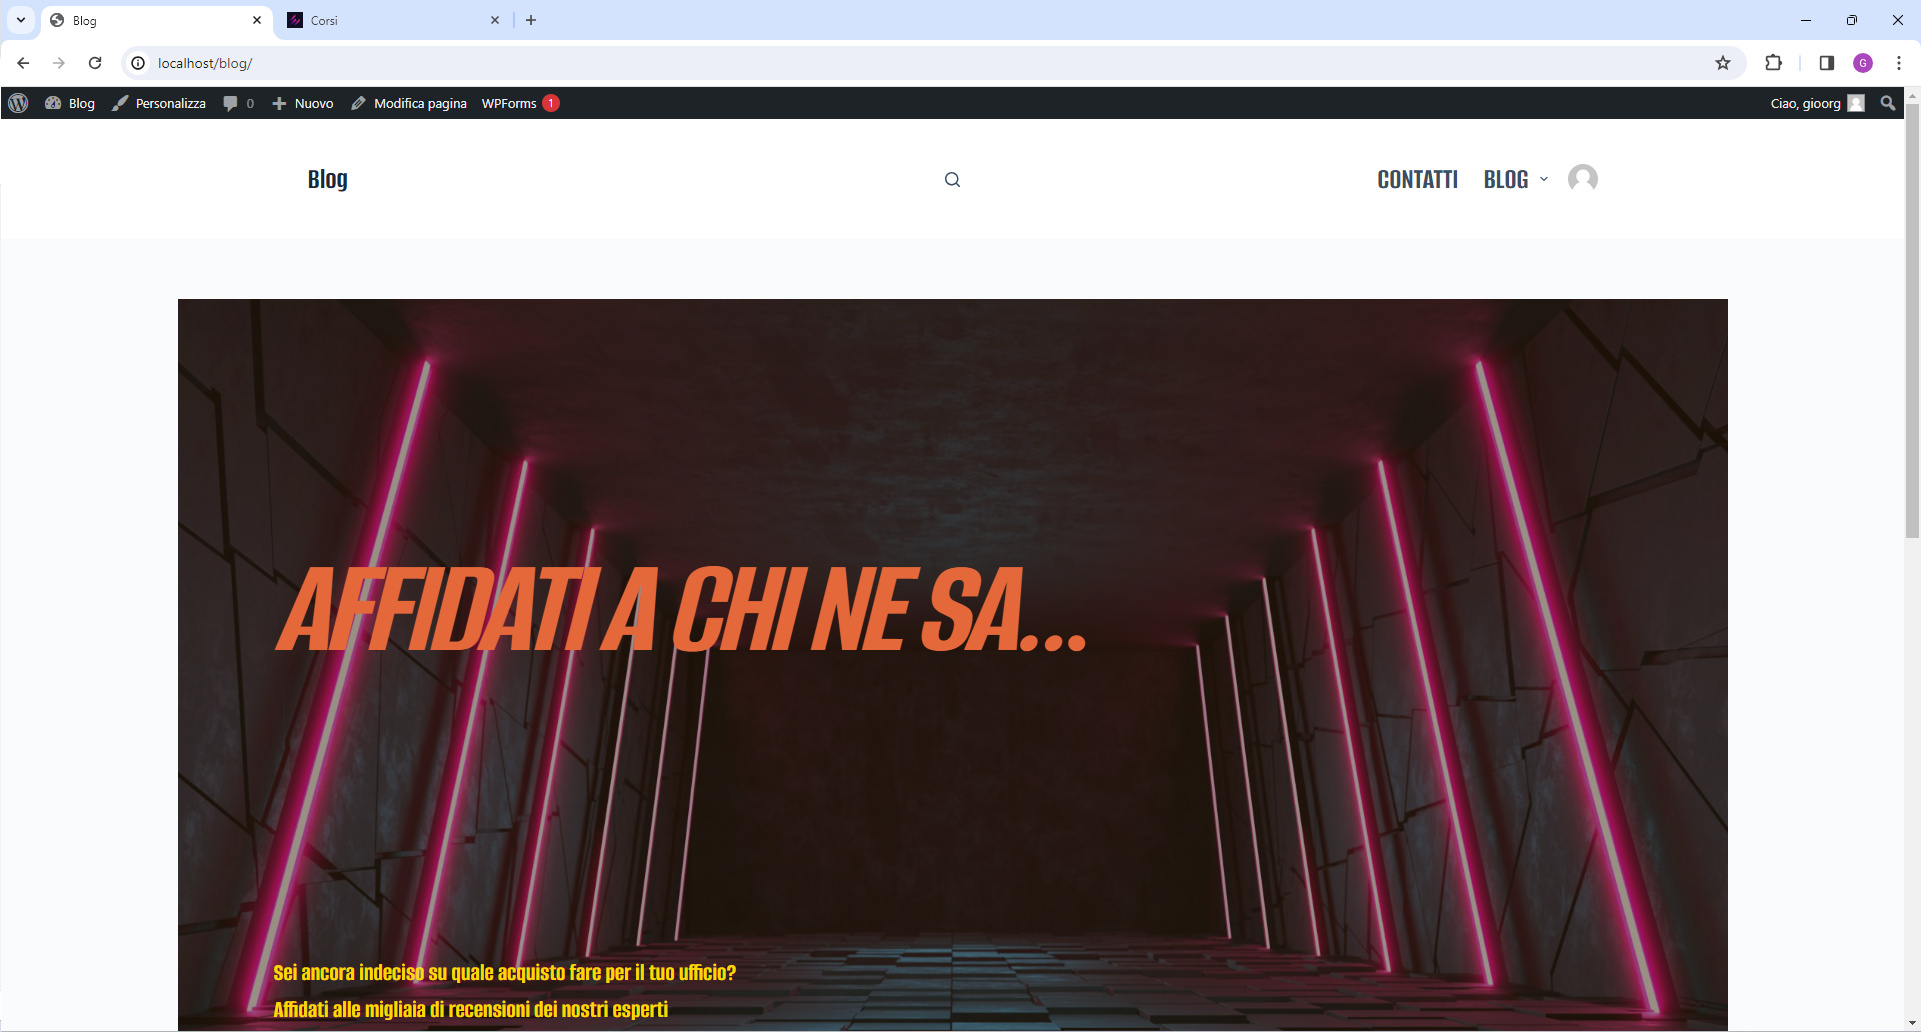 Blog
Corsi
localhost/blog/
G
Blog
Personalizza
0
Nuovo
Modifica pagina
WPForms
1
Ciao, gioorg
Blog
CONTATTI
BLOG
AFFIDATI A CHI NE SA...
Sei ancora indeciso su quale acquisto fare per il tuo ufficio?
Affidati alle migliaia di recensioni dei nostri esperti